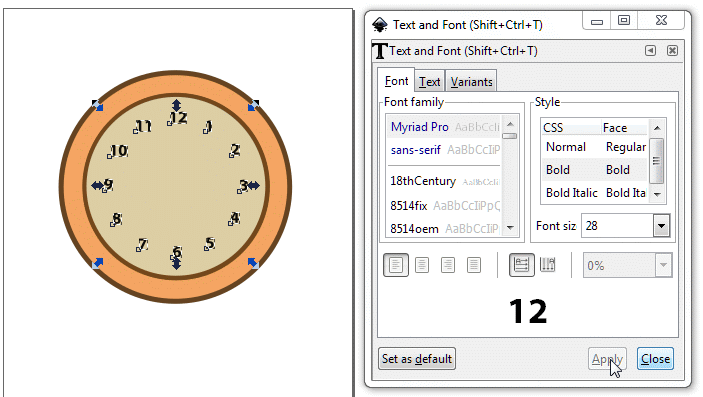 Text and Font (Shift+Ctrl+T)
Text and Font (Shift+Ctrl+T)
Font Text Variants
Font family
Myriad Pro AaBbCcIi
sans-serif AaBbCcIiP
18thCentury AaBbCcIiP
8514fix AaBbCcIiPpQ
8514oem AaBbCcIiP
Style
CSS Face
Normal Regular
Bold Bold
Bold Italic Bold Ita
Font siz 28
0%
12
Set as default Apply Close
12
11 1
10 2
9 3
8 4
7 5
6